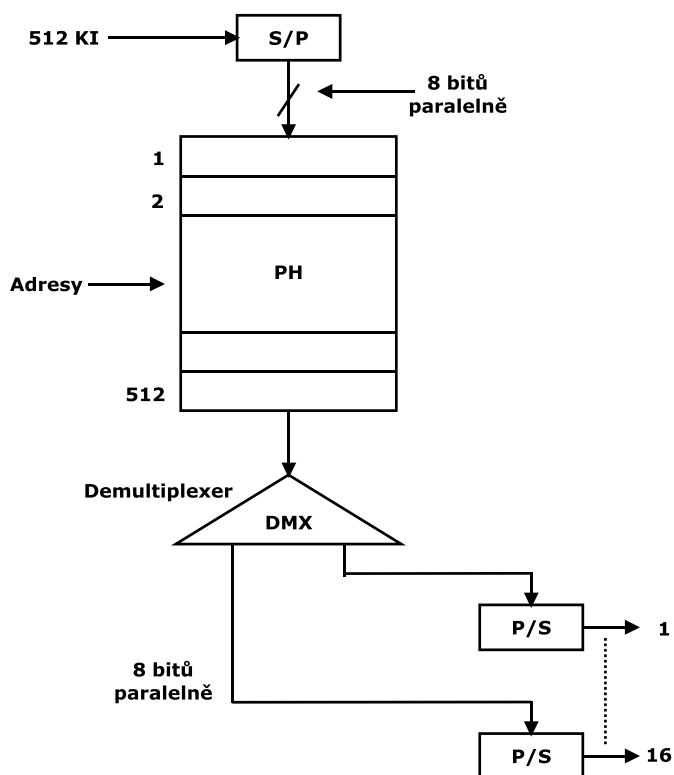 512 KI
S/P
8 bitů
paralelně
1
2
PH
Adresy
512
Demultiplexer
DMX
P/S
1
8 bitů
paralelně
P/S
16